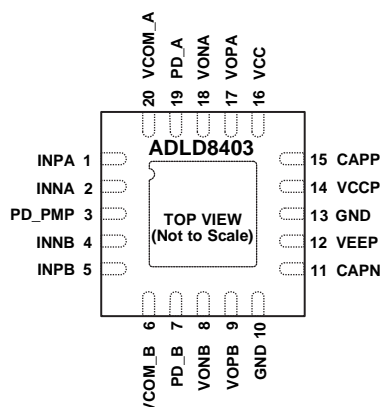 20 VCOM_A
19 PD_A
18 VONA
17 VOPA
16 VCC
ADLD8403
INPA 1
INNA 2
PD_PMP 3
INNB 4
INPB 5
TOP VIEW
(Not to Scale)
15 CAPP
14 VCCP
13 GND
12 VEEP
11 CAPN
VCOM_B 6
PD_B 7
VONB 8
VOPB 9
GND 10